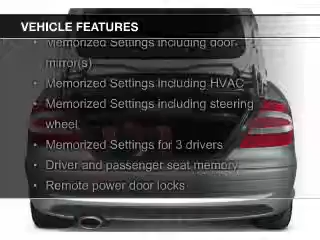 VEHICLE FEATURES
• Memorized Settings including door
mirror(s)
• Memorized Settings including HVAC
• Memorized Settings including steering
wheel
• Memorized Settings for 3 drivers
• Driver and passenger seat memory
• Remote power door locks